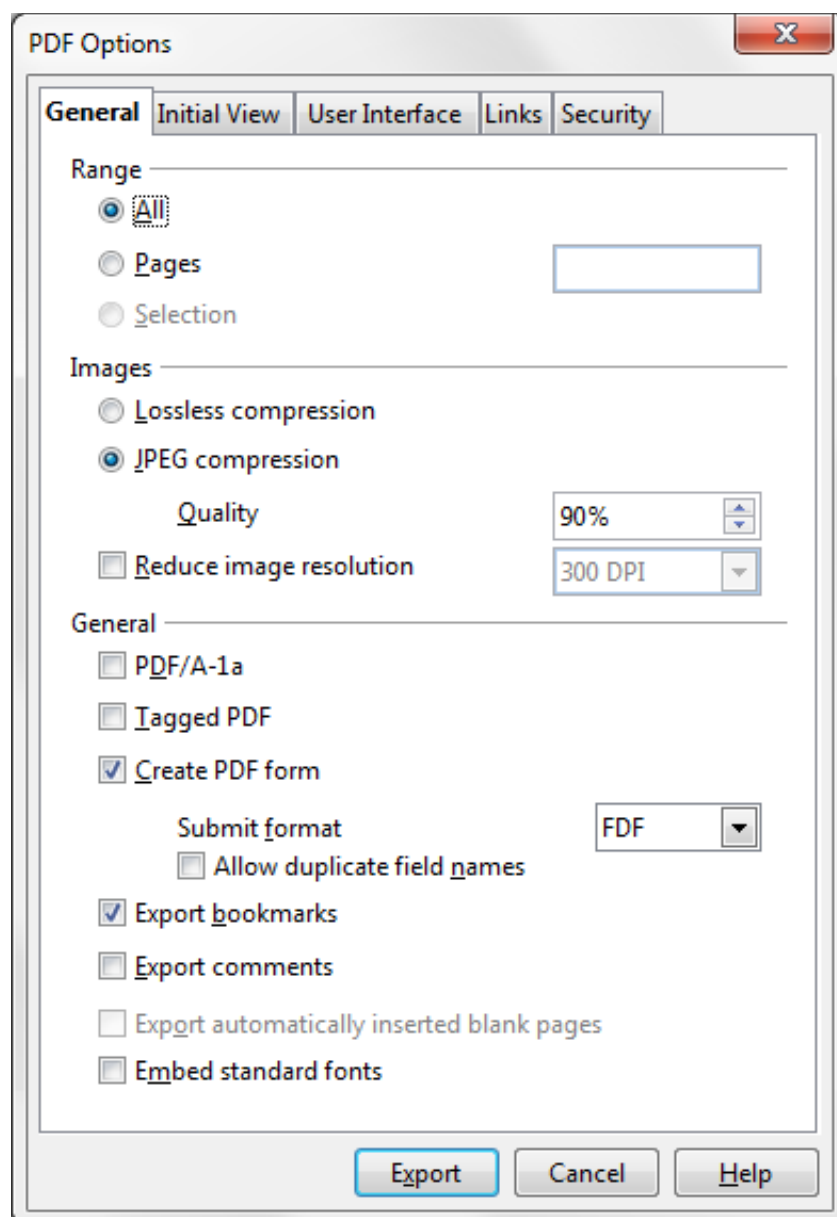 PDF Options
General Initial View User Interface Links Security
Range
All
Pages
Selection
Images
Lossless compression
JPEG compression
Quality 90%
Reduce image resolution 300 DPI
General
PDF/A-1a
Tagged PDF
Create PDF form
Submit format FDF
Allow duplicate field names
Export bookmarks
Export comments
Export automatically inserted blank pages
Embed standard fonts
Export Cancel Help